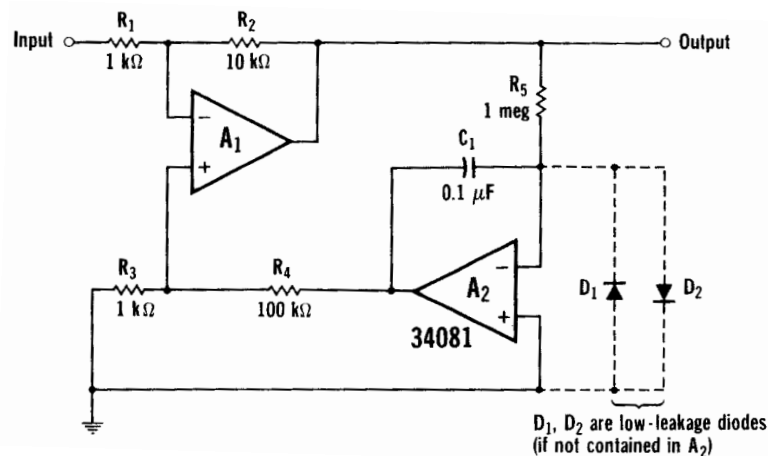 R1
R2
Input
Output
1 kΩ
10 kΩ
R5
1 meg
−
A1
+
C1
0.1 μF
R3
R4
−
A2
+
D1
D2
1 kΩ
100 kΩ
34081
D1, D2 are low-leakage diodes
(if not contained in A2)